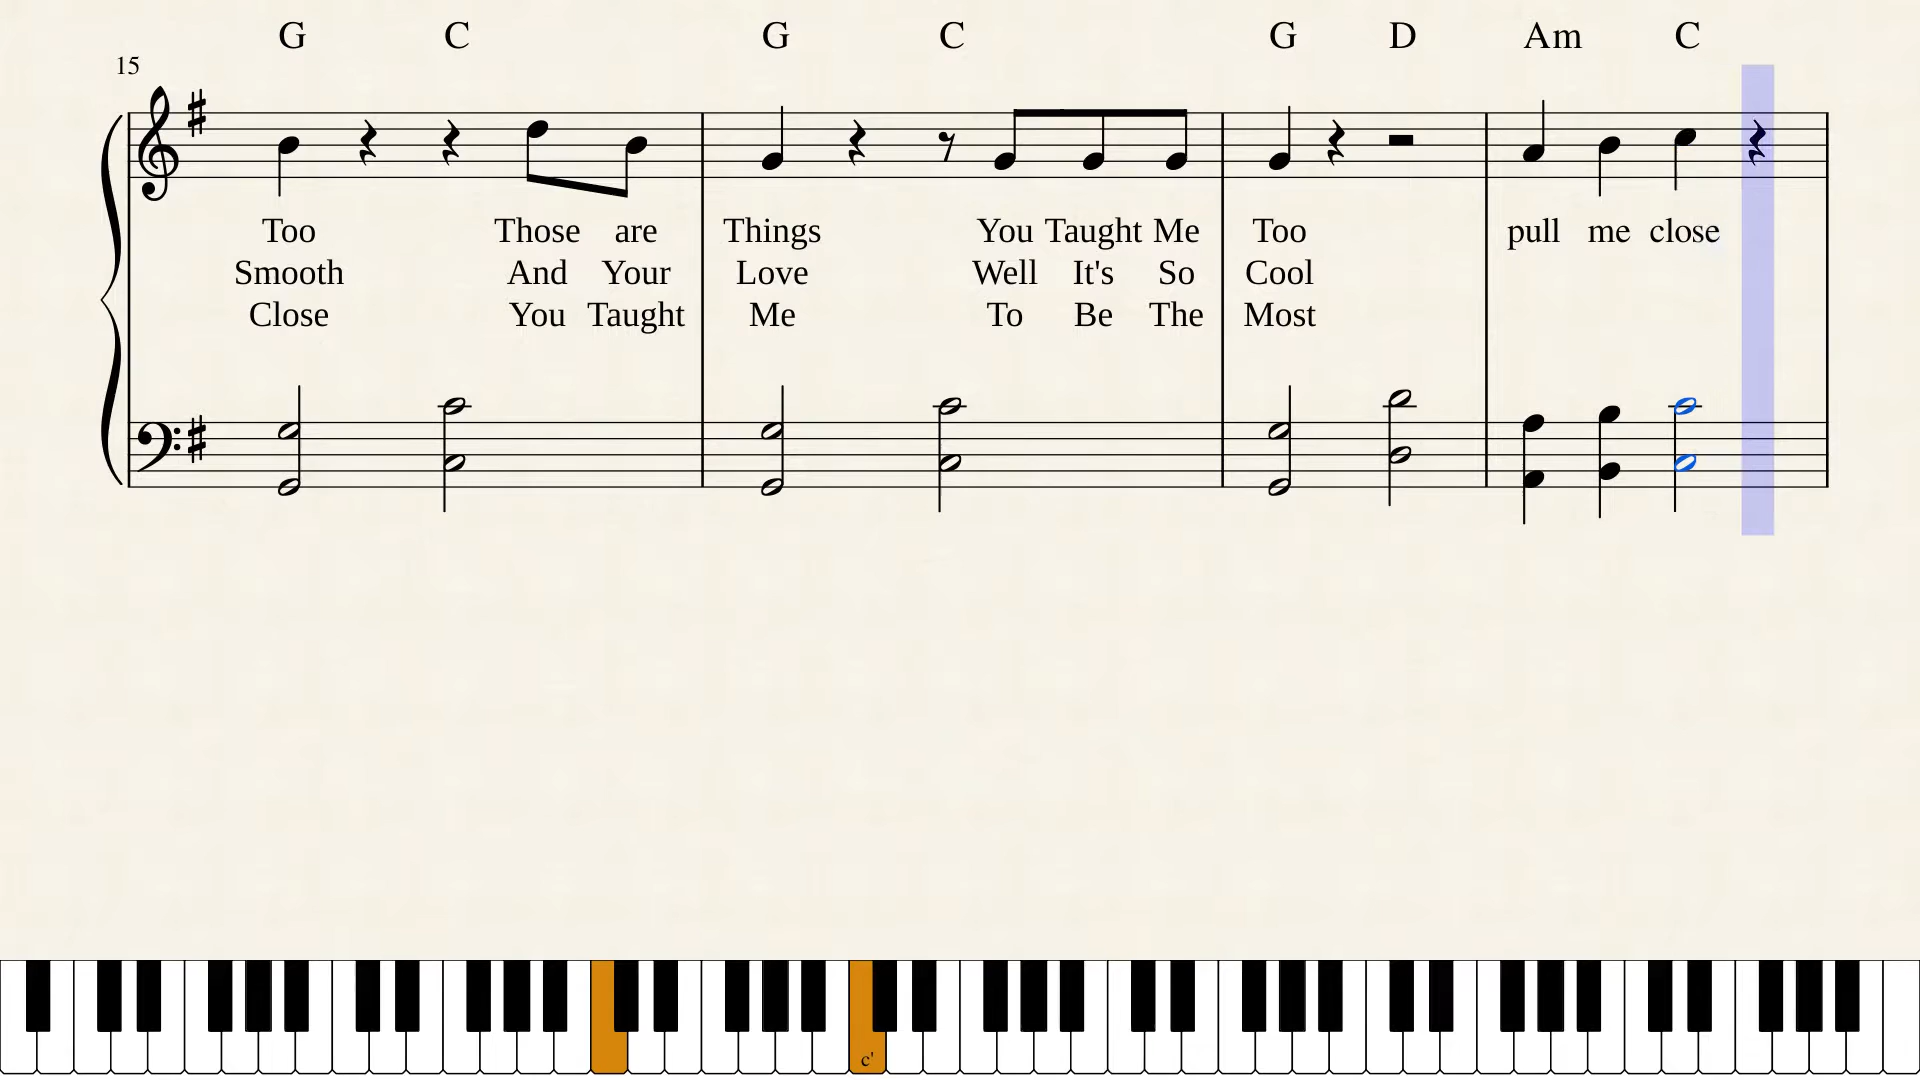 G C G C G D Am C
15
Too Those are Things You Taught Me Too pull me close
Smooth And Your Love Well It's So Cool
Close You Taught Me To Be The Most
c'